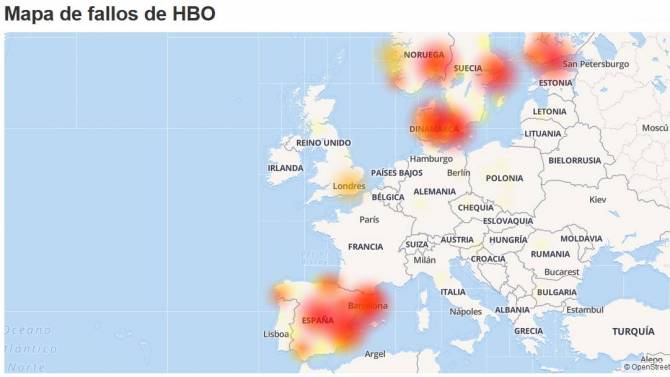 Mapa de fallos de HBO
NORUEGA
SUECIA
San Petersburgo
ESTONIA
LETONIA
DINAMARCA
LITUANIA
Moscú
REINO UNIDO
IRLANDA
Hamburgo
BIELORRUSIA
PAÍSES BAJOS
Berlín
POLONIA
Londres
ALEMANIA
BÉLGICA
Kiev
CHEQUIA
París
ESLOVAQUIA
FRANCIA
SUIZA
AUSTRIA
HUNGRÍA
MOLDAVIA
Milán
CROACIA
RUMANIA
Bucarest
ITALIA
BULGARIA
Barcelona
Nápoles
ALBANIA
Estambul
ESPAÑA
Océano
Atlántico
Norte
Lisboa
GRECIA
TURQUÍA
Argel
Aleppo
© OpenStreet